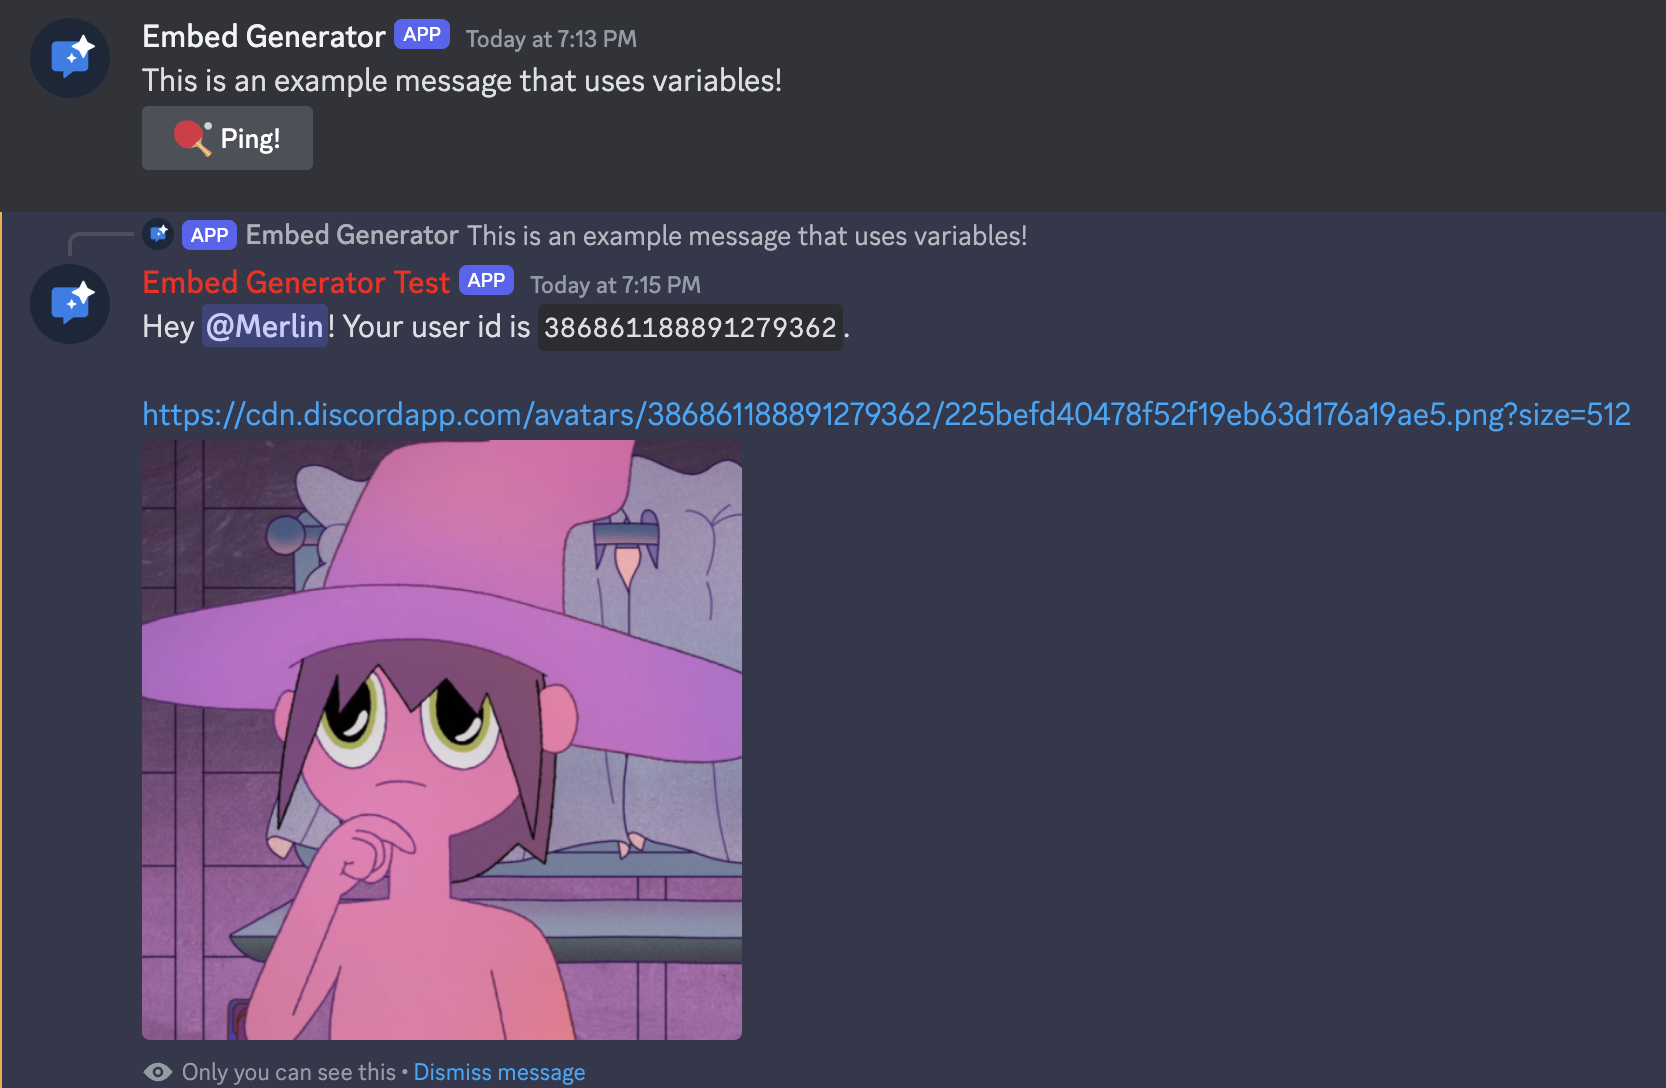 Embed Generator APP Today at 7:13 PM
This is an example message that uses variables!
Ping!
APP Embed Generator This is an example message that uses variables!
Embed Generator Test APP Today at 7:15 PM
Hey @Merlin! Your user id is 386861188891279362.
https://cdn.discordapp.com/avatars/386861188891279362/225befd40478f52f19eb63d176a19ae5.png?size=512
Only you can see this • Dismiss message